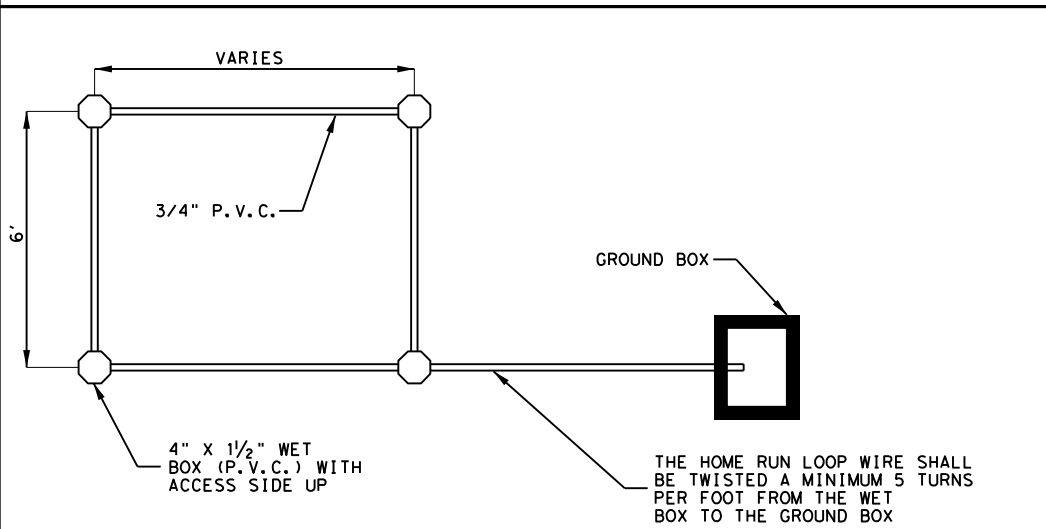 VARIES
6'
3/4" P.V.C.
GROUND BOX
4" X 1½" WET
BOX (P.V.C.) WITH
ACCESS SIDE UP
THE HOME RUN LOOP WIRE SHALL
BE TWISTED A MINIMUM 5 TURNS
PER FOOT FROM THE WET
BOX TO THE GROUND BOX